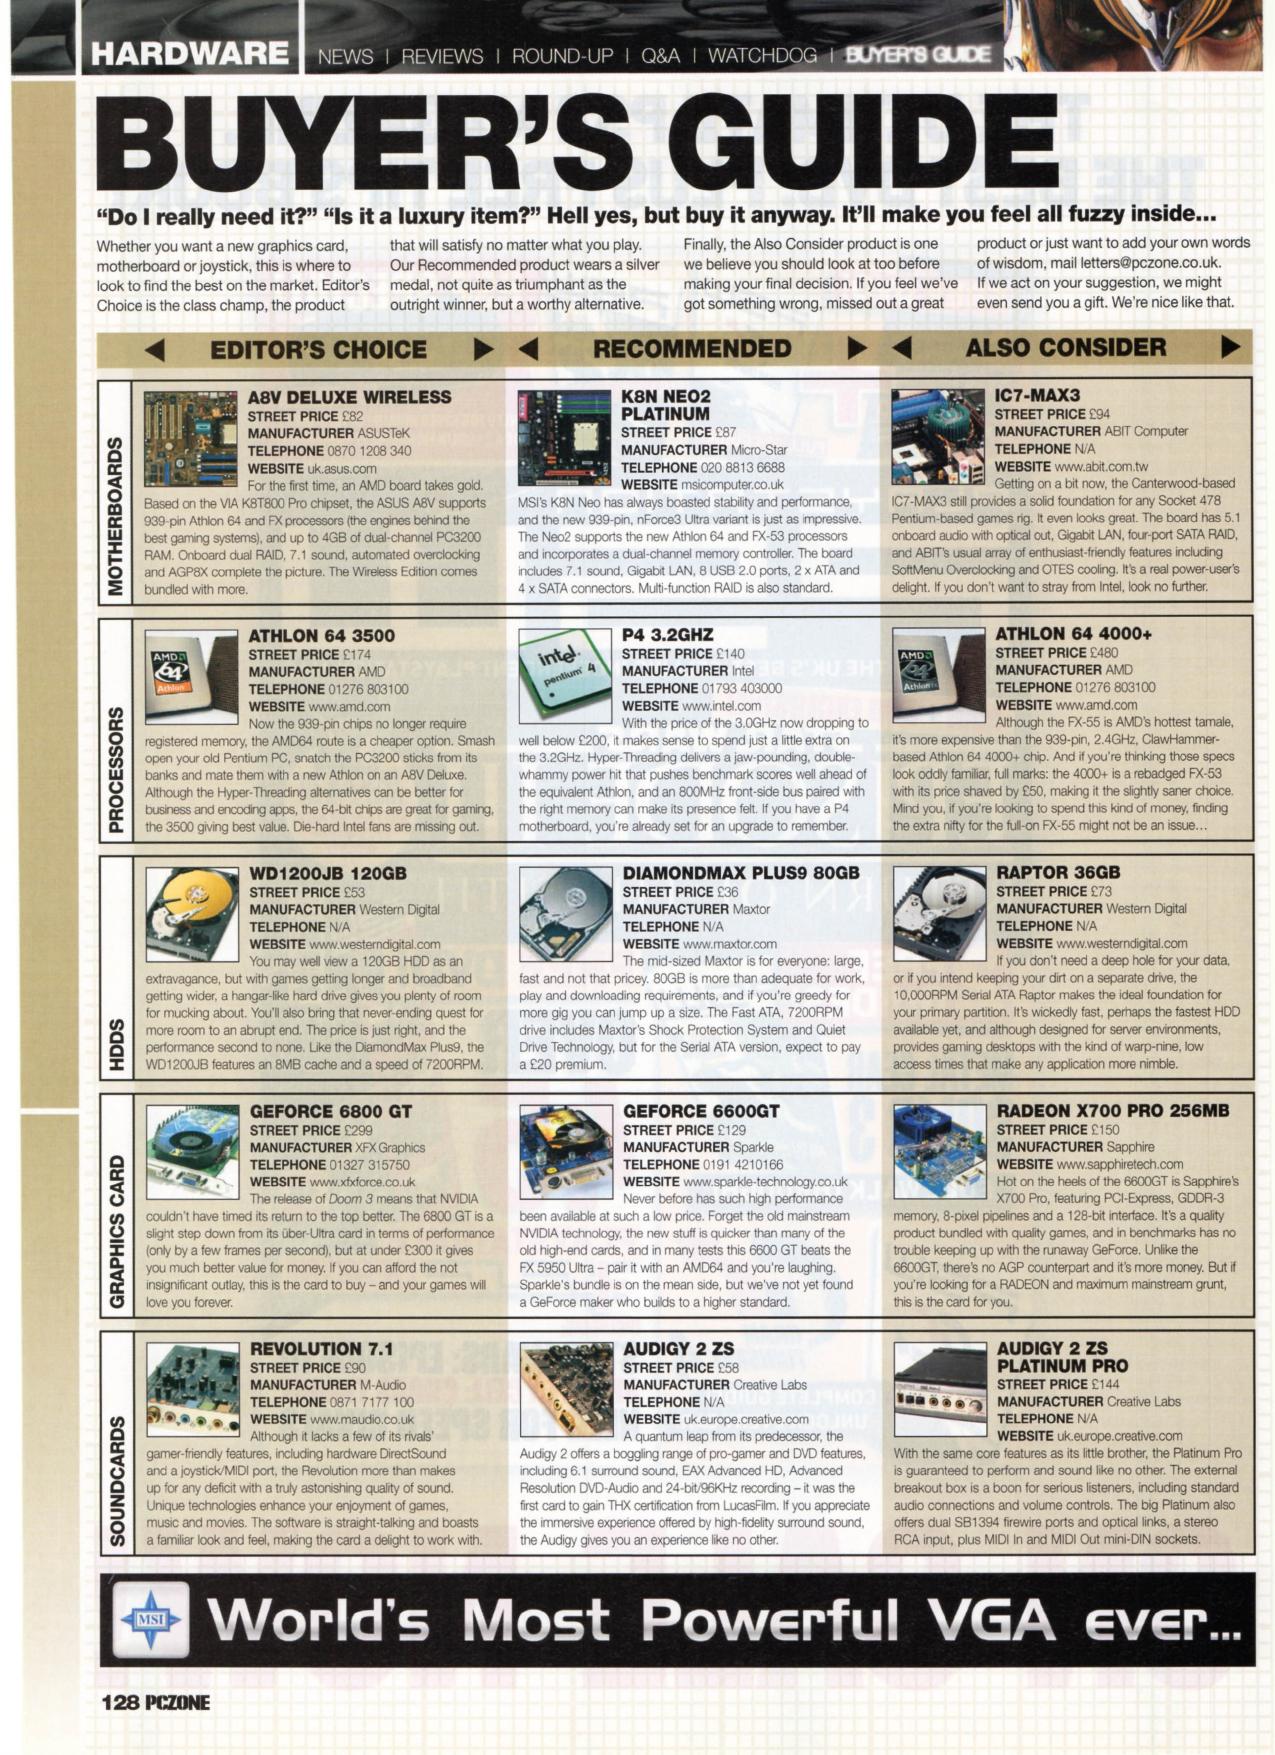 HARDWARE
NEWS | REVIEWS | ROUND-UP | Q&A | WATCHDOG | BUYER'S GUIDE
BUYER'S GUIDE
"Do I really need it?" "Is it a luxury item?" Hell yes, but buy it anyway. It'll make you feel all fuzzy inside...
Whether you want a new graphics card,
motherboard or joystick, this is where to
look to find the best on the market. Editor's
Choice is the class champ, the product
that will satisfy no matter what you play.
Our Recommended product wears a silver
medal, not quite as triumphant as the
outright winner, but a worthy alternative.
Finally, the Also Consider product is one
we believe you should look at too before
making your final decision. If you feel we've
got something wrong, missed out a great
product or just want to add your own words
of wisdom, mail letters@pczone.co.uk.
If we act on your suggestion, we might
even send you a gift. We're nice like that.
EDITOR'S CHOICE
RECOMMENDED
ALSO CONSIDER
MOTHERBOARDS
A8V DELUXE WIRELESS
STREET PRICE £82
MANUFACTURER ASUSTeK
TELEPHONE 0870 1208 340
WEBSITE uk.asus.com
For the first time, an AMD board takes gold.
Based on the VIA K8T800 Pro chipset, the ASUS A8V supports
939-pin Athlon 64 and FX processors (the engines behind the
best gaming systems), and up to 4GB of dual-channel PC3200
RAM. Onboard dual RAID, 7.1 sound, automated overclocking
and AGP8X complete the picture. The Wireless Edition comes
bundled with more.
K8N NEO2
PLATINUM
STREET PRICE £87
MANUFACTURER Micro-Star
TELEPHONE 020 8813 6688
WEBSITE msicomputer.co.uk
MSI's K8N Neo has always boasted stability and performance,
and the new 939-pin, nForce3 Ultra variant is just as impressive.
The Neo2 supports the new Athlon 64 and FX-53 processors
and incorporates a dual-channel memory controller. The board
includes 7.1 sound, Gigabit LAN, 8 USB 2.0 ports, 2 x ATA and
4 x SATA connectors. Multi-function RAID is also standard.
IC7-MAX3
STREET PRICE £94
MANUFACTURER ABIT Computer
TELEPHONE N/A
WEBSITE www.abit.com.tw
Getting on a bit now, the Canterwood-based
IC7-MAX3 still provides a solid foundation for any Socket 478
Pentium-based games rig. It even looks great. The board has 5.1
onboard audio with optical out, Gigabit LAN, four-port SATA RAID,
and ABIT's usual array of enthusiast-friendly features including
SoftMenu Overclocking and OTES cooling. It's a real power-user's
delight. If you don't want to stray from Intel, look no further.
PROCESSORS
AMD
64
Athlon
ATHLON 64 3500
STREET PRICE £174
MANUFACTURER AMD
TELEPHONE 01276 803100
WEBSITE www.amd.com
Now the 939-pin chips no longer require
registered memory, the AMD64 route is a cheaper option. Smash
open your old Pentium PC, snatch the PC3200 sticks from its
banks and mate them with a new Athlon on an A8V Deluxe.
Although the Hyper-Threading alternatives can be better for
business and encoding apps, the 64-bit chips are great for gaming,
the 3500 giving best value. Die-hard Intel fans are missing out.
intel.
pentium 4
P4 3.2GHZ
STREET PRICE £140
MANUFACTURER Intel
TELEPHONE 01793 403000
WEBSITE www.intel.com
With the price of the 3.0GHz now dropping to
well below £200, it makes sense to spend just a little extra on
the 3.2GHz. Hyper-Threading delivers a jaw-pounding, double-
whammy power hit that pushes benchmark scores well ahead of
the equivalent Athlon, and an 800MHz front-side bus paired with
the right memory can make its presence felt. If you have a P4
motherboard, you're already set for an upgrade to remember.
AMD
64
Athlon
ATHLON 64 4000+
STREET PRICE £480
MANUFACTURER AMD
TELEPHONE 01276 803100
WEBSITE www.amd.com
Although the FX-55 is AMD's hottest tamale,
it's more expensive than the 939-pin, 2.4GHz, ClawHammer-
based Athlon 64 4000+ chip. And if you're thinking those specs
look oddly familiar, full marks: the 4000+ is a rebadged FX-53
with its price shaved by £50, making it the slightly saner choice.
Mind you, if you're looking to spend this kind of money, finding
the extra nifty for the full-on FX-55 might not be an issue...
HDDS
WD1200JB 120GB
STREET PRICE £53
MANUFACTURER Western Digital
TELEPHONE N/A
WEBSITE www.westerndigital.com
You may well view a 120GB HDD as an
extravagance, but with games getting longer and broadband
getting wider, a hangar-like hard drive gives you plenty of room
for mucking about. You'll also bring that never-ending quest for
more room to an abrupt end. The price is just right, and the
performance second to none. Like the DiamondMax Plus9, the
WD1200JB features an 8MB cache and a speed of 7200RPM.
DIAMONDMAX PLUS9 80GB
STREET PRICE £36
MANUFACTURER Maxtor
TELEPHONE N/A
WEBSITE www.maxtor.com
The mid-sized Maxtor is for everyone: large,
fast and not that pricey. 80GB is more than adequate for work,
play and downloading requirements, and if you're greedy for
more gig you can jump up a size. The Fast ATA, 7200RPM
drive includes Maxtor's Shock Protection System and Quiet
Drive Technology, but for the Serial ATA version, expect to pay
a £20 premium.
RAPTOR 36GB
STREET PRICE £73
MANUFACTURER Western Digital
TELEPHONE N/A
WEBSITE www.westerndigital.com
If you don't need a deep hole for your data,
or if you intend keeping your dirt on a separate drive, the
10,000RPM Serial ATA Raptor makes the ideal foundation for
your primary partition. It's wickedly fast, perhaps the fastest HDD
available yet, and although designed for server environments,
provides gaming desktops with the kind of warp-nine, low
access times that make any application more nimble.
GRAPHICS CARD
GEFORCE 6800 GT
STREET PRICE £299
MANUFACTURER XFX Graphics
TELEPHONE 01327 315750
WEBSITE www.xfxforce.co.uk
The release of Doom 3 means that NVIDIA
couldn't have timed its return to the top better. The 6800 GT is a
slight step down from its über-Ultra card in terms of performance
(only by a few frames per second), but at under £300 it gives
you much better value for money. If you can afford the not
insignificant outlay, this is the card to buy – and your games will
love you forever.
GEFORCE 6600GT
STREET PRICE £129
MANUFACTURER Sparkle
TELEPHONE 0191 4210166
WEBSITE www.sparkle-technology.co.uk
Never before has such high performance
been available at such a low price. Forget the old mainstream
NVIDIA technology, the new stuff is quicker than many of the
old high-end cards, and in many tests this 6600 GT beats the
FX 5950 Ultra – pair it with an AMD64 and you're laughing.
Sparkle's bundle is on the mean side, but we've not yet found
a GeForce maker who builds to a higher standard.
RADEON X700 PRO 256MB
STREET PRICE £150
MANUFACTURER Sapphire
WEBSITE www.sapphiretech.com
Hot on the heels of the 6600GT is Sapphire's
X700 Pro, featuring PCI-Express, GDDR-3
memory, 8-pixel pipelines and a 128-bit interface. It's a quality
product bundled with quality games, and in benchmarks has no
trouble keeping up with the runaway GeForce. Unlike the
6600GT, there's no AGP counterpart and it's more money. But if
you're looking for a RADEON and maximum mainstream grunt,
this is the card for you.
SOUNDCARDS
REVOLUTION 7.1
STREET PRICE £90
MANUFACTURER M-Audio
TELEPHONE 0871 7177 100
WEBSITE www.maudio.co.uk
Although it lacks a few of its rivals'
gamer-friendly features, including hardware DirectSound
and a joystick/MIDI port, the Revolution more than makes
up for any deficit with a truly astonishing quality of sound.
Unique technologies enhance your enjoyment of games,
music and movies. The software is straight-talking and boasts
a familiar look and feel, making the card a delight to work with.
AUDIGY 2 ZS
STREET PRICE £58
MANUFACTURER Creative Labs
TELEPHONE N/A
WEBSITE uk.europe.creative.com
A quantum leap from its predecessor, the
Audigy 2 offers a boggling range of pro-gamer and DVD features,
including 6.1 surround sound, EAX Advanced HD, Advanced
Resolution DVD-Audio and 24-bit/96KHz recording – it was the
first card to gain THX certification from LucasFilm. If you appreciate
the immersive experience offered by high-fidelity surround sound,
the Audigy gives you an experience like no other.
AUDIGY 2 ZS
PLATINUM PRO
STREET PRICE £144
MANUFACTURER Creative Labs
TELEPHONE N/A
WEBSITE uk.europe.creative.com
With the same core features as its little brother, the Platinum Pro
is guaranteed to perform and sound like no other. The external
breakout box is a boon for serious listeners, including standard
audio connections and volume controls. The big Platinum also
offers dual SB1394 firewire ports and optical links, a stereo
RCA input, plus MIDI In and MIDI Out mini-DIN sockets.
MSI
World's Most Powerful VGA ever...
128 PCZONE